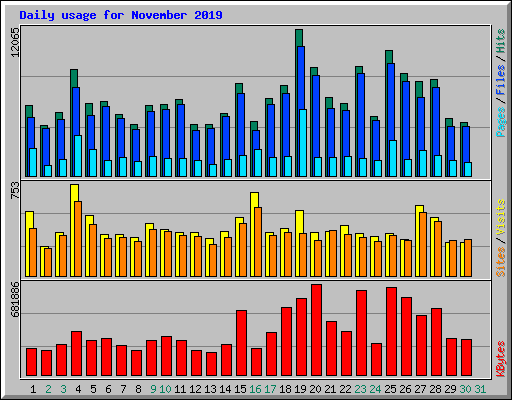 Daily usage for November 2019
12065
Pages/Files/Hits
753
Sites/Visits
681886
KBytes
1 2 3 4 5 6 7 8 9 10 11 12 13 14 15 16 17 18 19 20 21 22 23 24 25 26 27 28 29 30 31